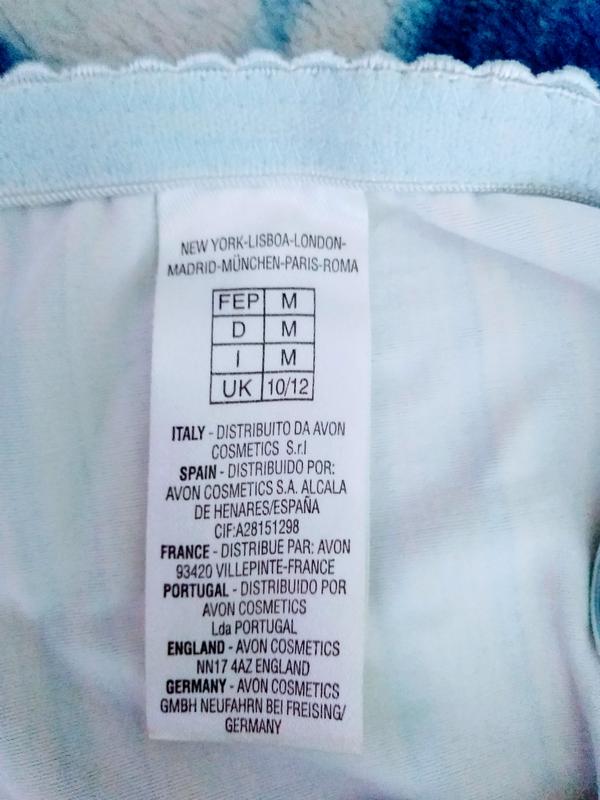 NEW YORK-LISBOA-LONDON-
MADRID-MÜNCHEN-PARIS-ROMA
FEP M
D M
I M
UK 10/12
ITALY - DISTRIBUITO DA AVON
COSMETICS S.r.l
SPAIN - DISTRIBUIDO POR:
AVON COSMETICS S.A. ALCALA
DE HENARES/ESPAÑA
CIF:A28151298
FRANCE - DISTRIBUE PAR: AVON
93420 VILLEPINTE-FRANCE
PORTUGAL - DISTRIBUIDO POR
AVON COSMETICS
Lda PORTUGAL
ENGLAND - AVON COSMETICS
NN17 4AZ ENGLAND
GERMANY - AVON COSMETICS
GMBH NEUFAHRN BEI FREISING/
GERMANY